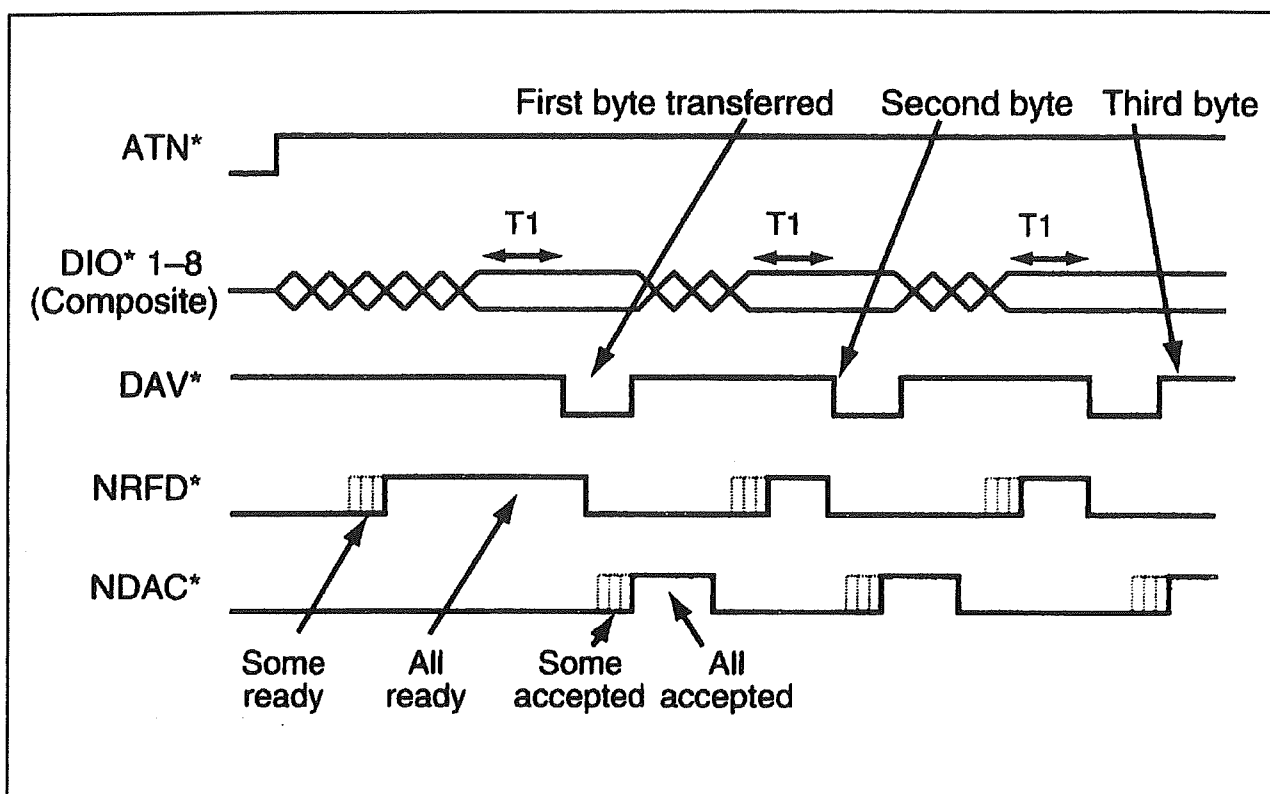 First byte transferred Second byte Third byte
ATN*
T1 T1 T1
DIO* 1–8
(Composite)
DAV*
NRFD*
NDAC*
Some
ready
All
ready
Some
accepted
All
accepted